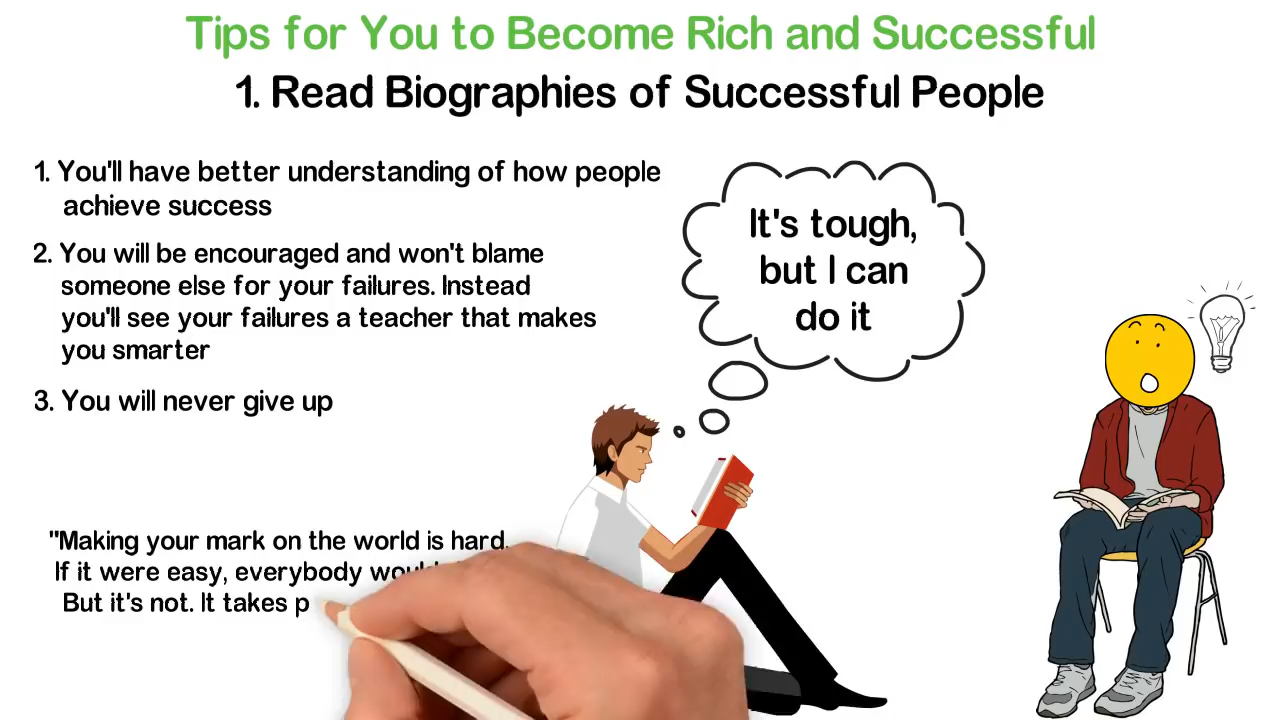 Tips for You to Become Rich and Successful
1. Read Biographies of Successful People
1. You'll have better understanding of how people
achieve success
2. You will be encouraged and won't blame
someone else for your failures. Instead
you'll see your failures a teacher that makes
you smarter
3. You will never give up
It's tough,
but I can
do it
"Making your mark on the world is hard.
If it were easy, everybody
But it's not. It takes p